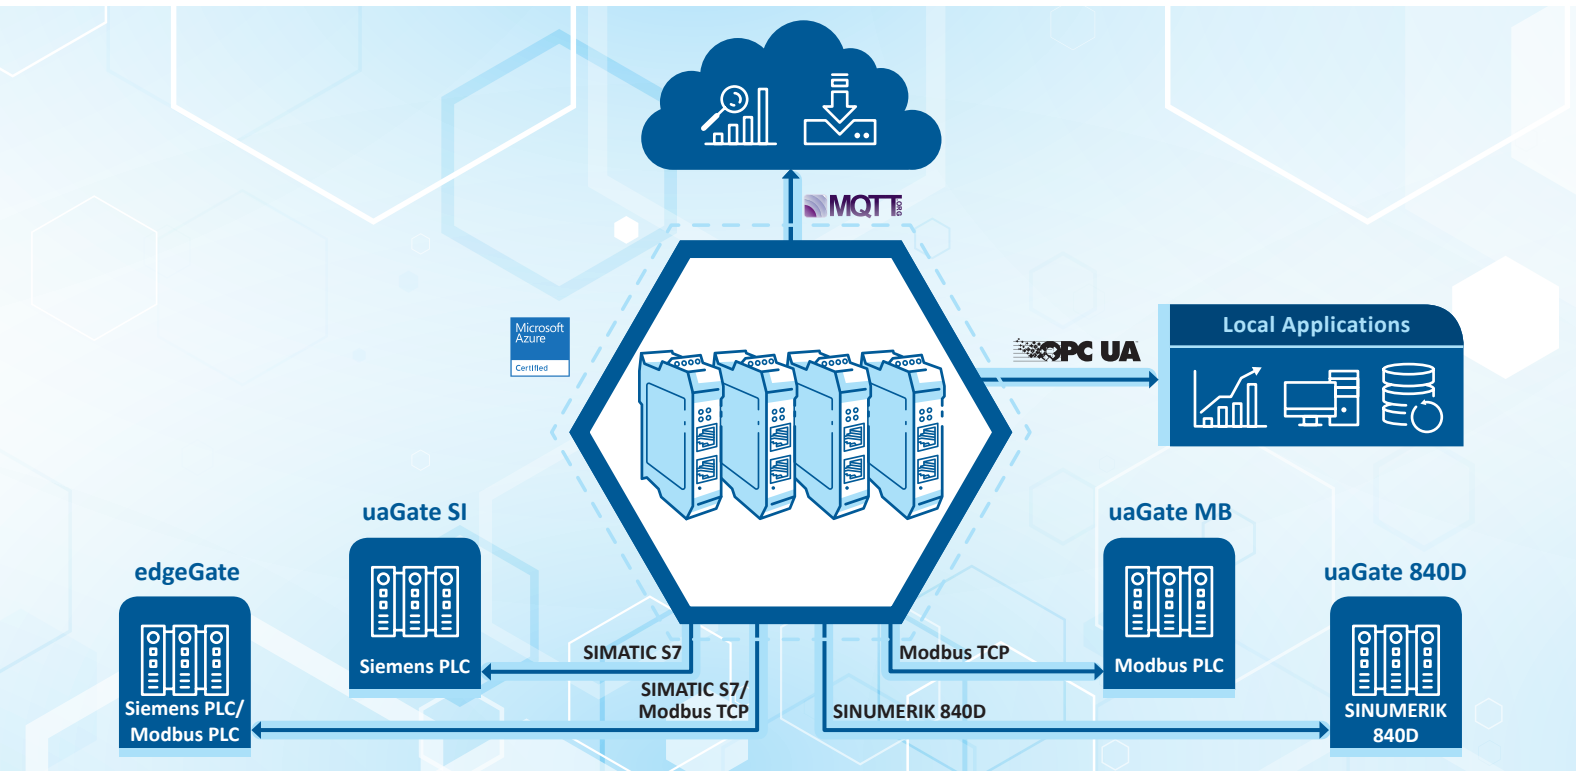 MQTT.ORG
Microsoft
Azure
Certified
OPC UA
Local Applications
uaGate SI
Siemens PLC
edgeGate
Siemens PLC/
Modbus PLC
SIMATIC S7
SIMATIC S7/
Modbus TCP
Modbus TCP
SINUMERIK 840D
uaGate MB
Modbus PLC
uaGate 840D
SINUMERIK
840D